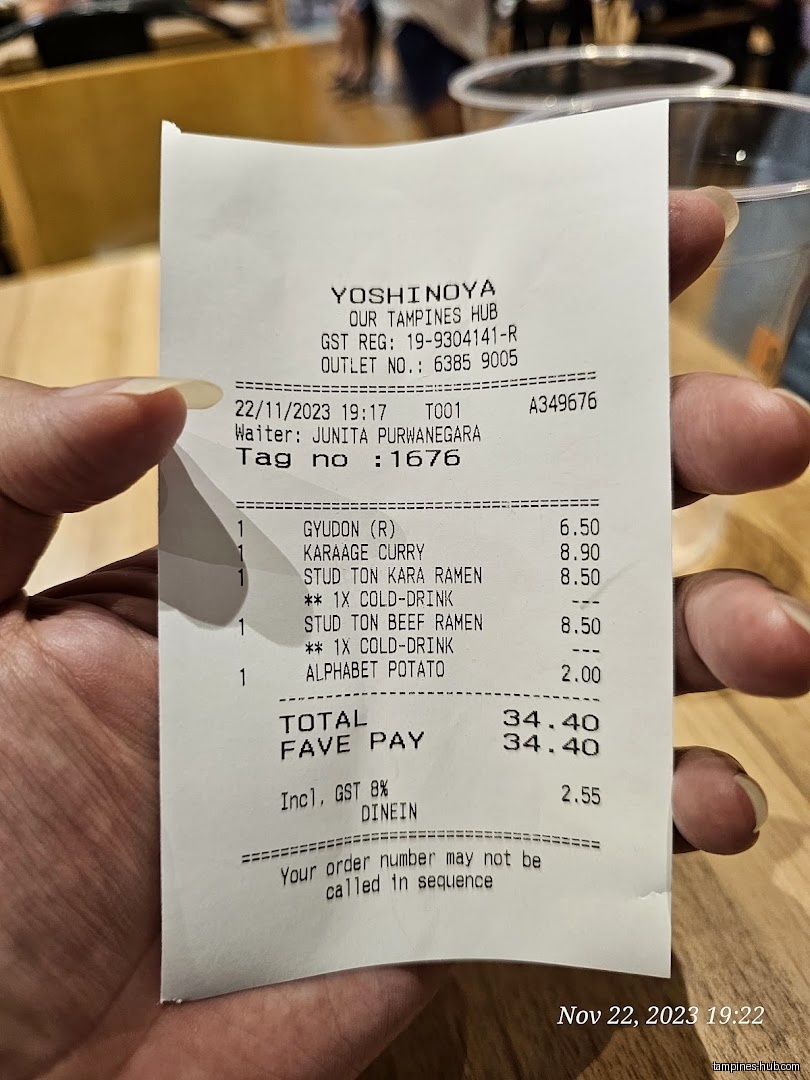 YOSHINOYA
OUR TAMPINES HUB
GST REG: 19-9304141-R
OUTLET NO.: 6385 9005
================================================
22/11/2023 19:17 T001 A349676
Waiter: JUNITA PURWANEGARA
Tag no :1676
================================================
1 GYUDON (R) 6.50
1 KARAAGE CURRY 8.90
1 STUD TON KARA RAMEN 8.50
** 1X COLD-DRINK ---
1 STUD TON BEEF RAMEN 8.50
** 1X COLD-DRINK ---
1 ALPHABET POTATO 2.00
------------------------------------------
TOTAL 34.40
FAVE PAY 34.40
Incl. GST 8% 2.55
DINEIN
================================================
Your order number may not be
called in sequence
Nov 22, 2023 19:22
tampines-hub.com